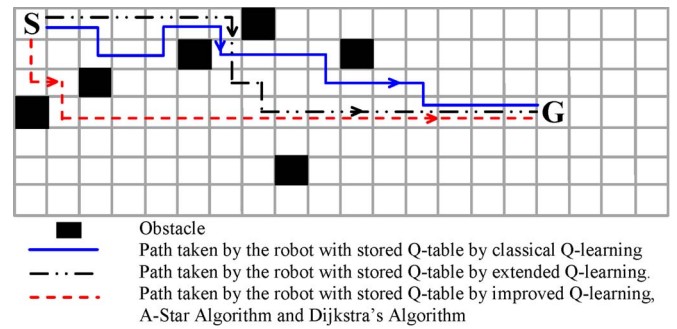 S
G
Obstacle
Path taken by the robot with stored Q-table by classical Q-learning
Path taken by the robot with stored Q-table by extended Q-learning.
Path taken by the robot with stored Q-table by improved Q-learning,
A-Star Algorithm and Dijkstra's Algorithm